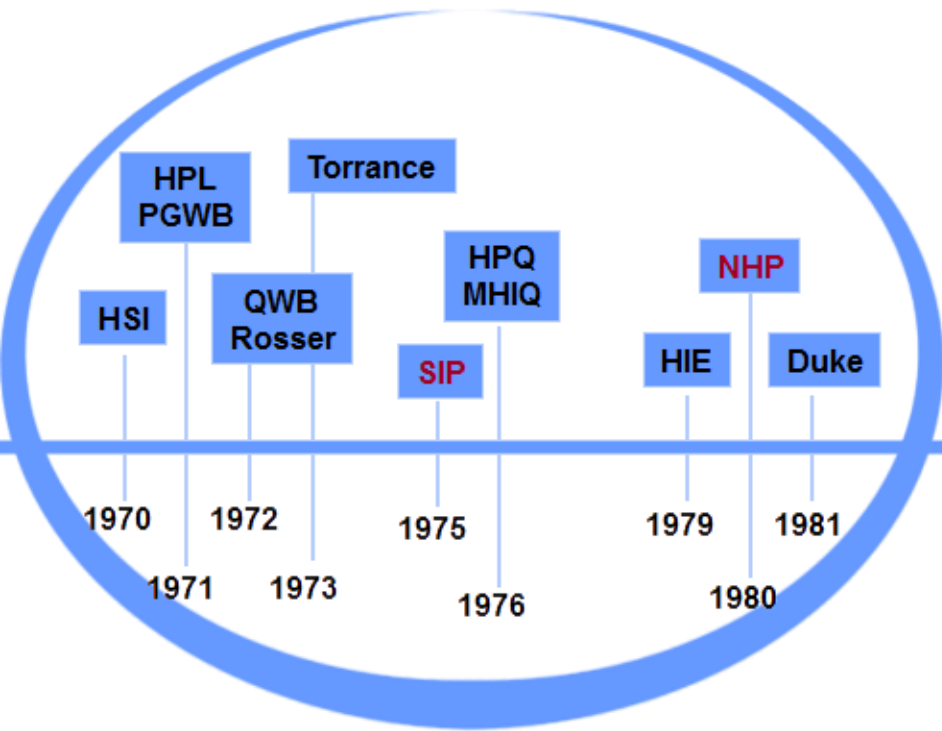 HPL
PGWB
Torrance
HSI
QWB
Rosser
HPQ
MHIQ
SIP
NHP
HIE
Duke
1970
1972
1975
1979
1981
1971
1973
1976
1980